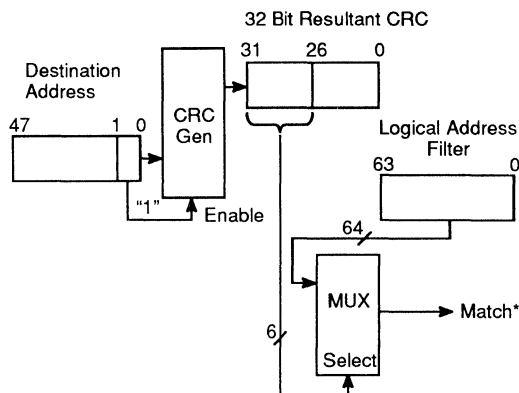 32 Bit Resultant CRC
31 26 0
Destination
Address
47 1 0
CRC
Gen
"1"
Enable
Logical Address
Filter
63 0
64
MUX
Match*
6
Select